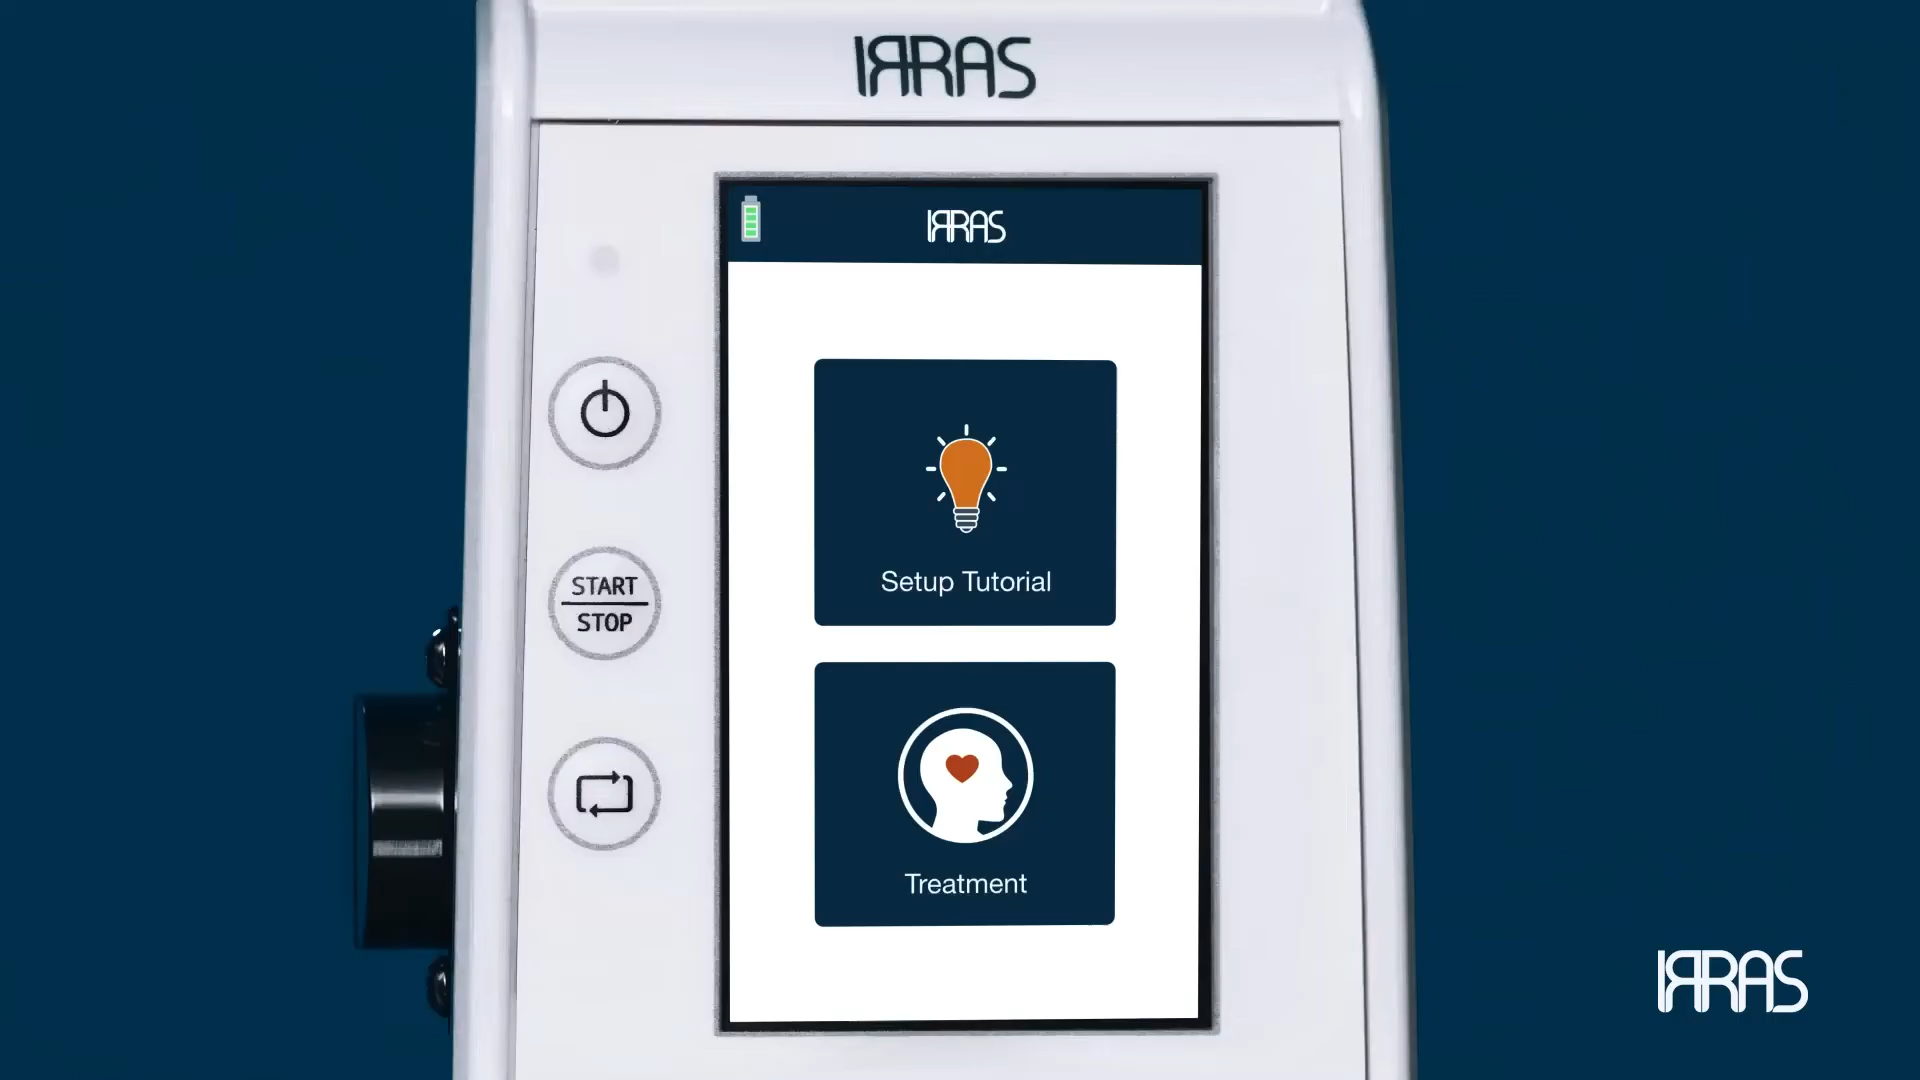 IRRAS
IRRAS
START
STOP
Setup Tutorial
Treatment
IRRAS